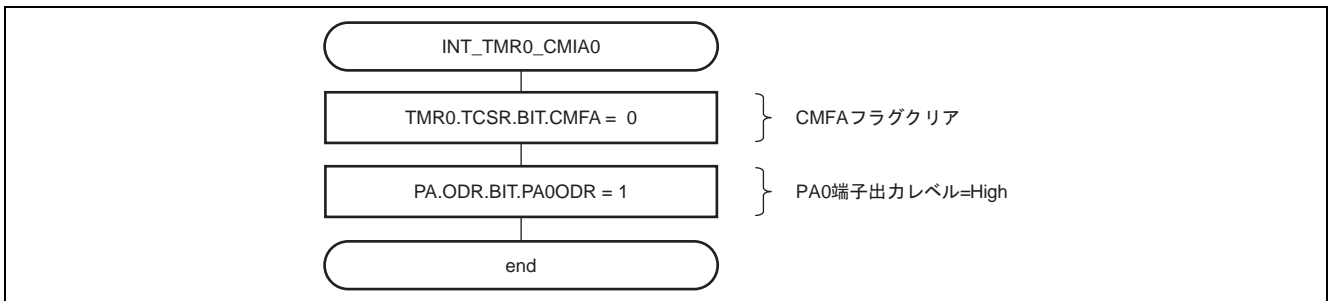 INT_TMR0_CMIA0
TMR0.TCSR.BIT.CMFA = 0
CMFAフラグクリア
PA.ODR.BIT.PA0ODR = 1
PA0端子出力レベル=High
end